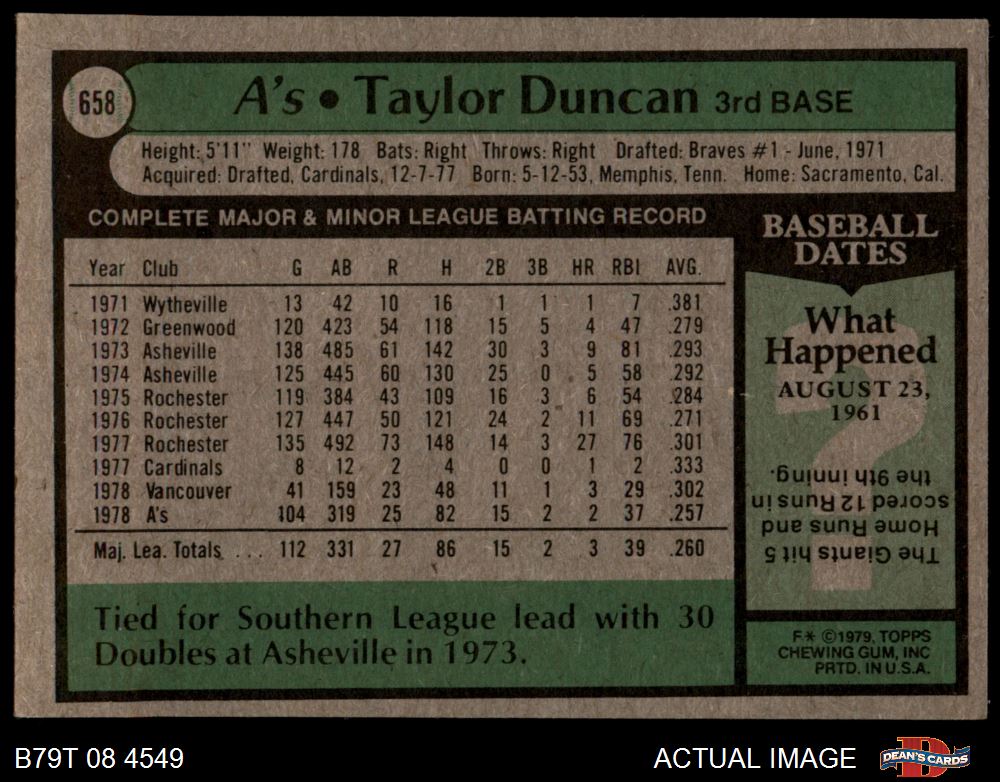 658
A's • Taylor Duncan 3rd BASE
Height: 5'11" Weight: 178 Bats: Right Throws: Right Drafted: Braves #1 - June, 1971
Acquired: Drafted, Cardinals, 12-7-77 Born: 5-12-53, Memphis, Tenn. Home: Sacramento, Cal.
COMPLETE MAJOR & MINOR LEAGUE BATTING RECORD
Year Club G AB R H 2B 3B HR RBI AVG.
1971 Wytheville 13 42 10 16 1 1 1 7 .381
1972 Greenwood 120 423 54 118 15 5 4 47 .279
1973 Asheville 138 485 61 142 30 3 9 81 .293
1974 Asheville 125 445 60 130 25 0 5 58 .292
1975 Rochester 119 384 43 109 16 3 6 54 .284
1976 Rochester 127 447 50 121 24 2 11 69 .271
1977 Rochester 135 492 73 148 14 3 27 76 .301
1977 Cardinals 8 12 2 4 0 0 1 2 .333
1978 Vancouver 41 159 23 48 11 1 3 29 .302
1978 A's 104 319 25 82 15 2 2 37 .257
Maj. Lea. Totals ... 112 331 27 86 15 2 3 39 .260
Tied for Southern League lead with 30
Doubles at Asheville in 1973.
BASEBALL
DATES
What
Happened
AUGUST 23,
1961
?
The Giants hit 5
Home Runs and
scored 12 Runs in
the 9th inning.
F* ©1979, TOPPS
CHEWING GUM, INC
PRTD. IN U.S.A.
B79T 08 4549
ACTUAL IMAGE
DEAN'S CARDS